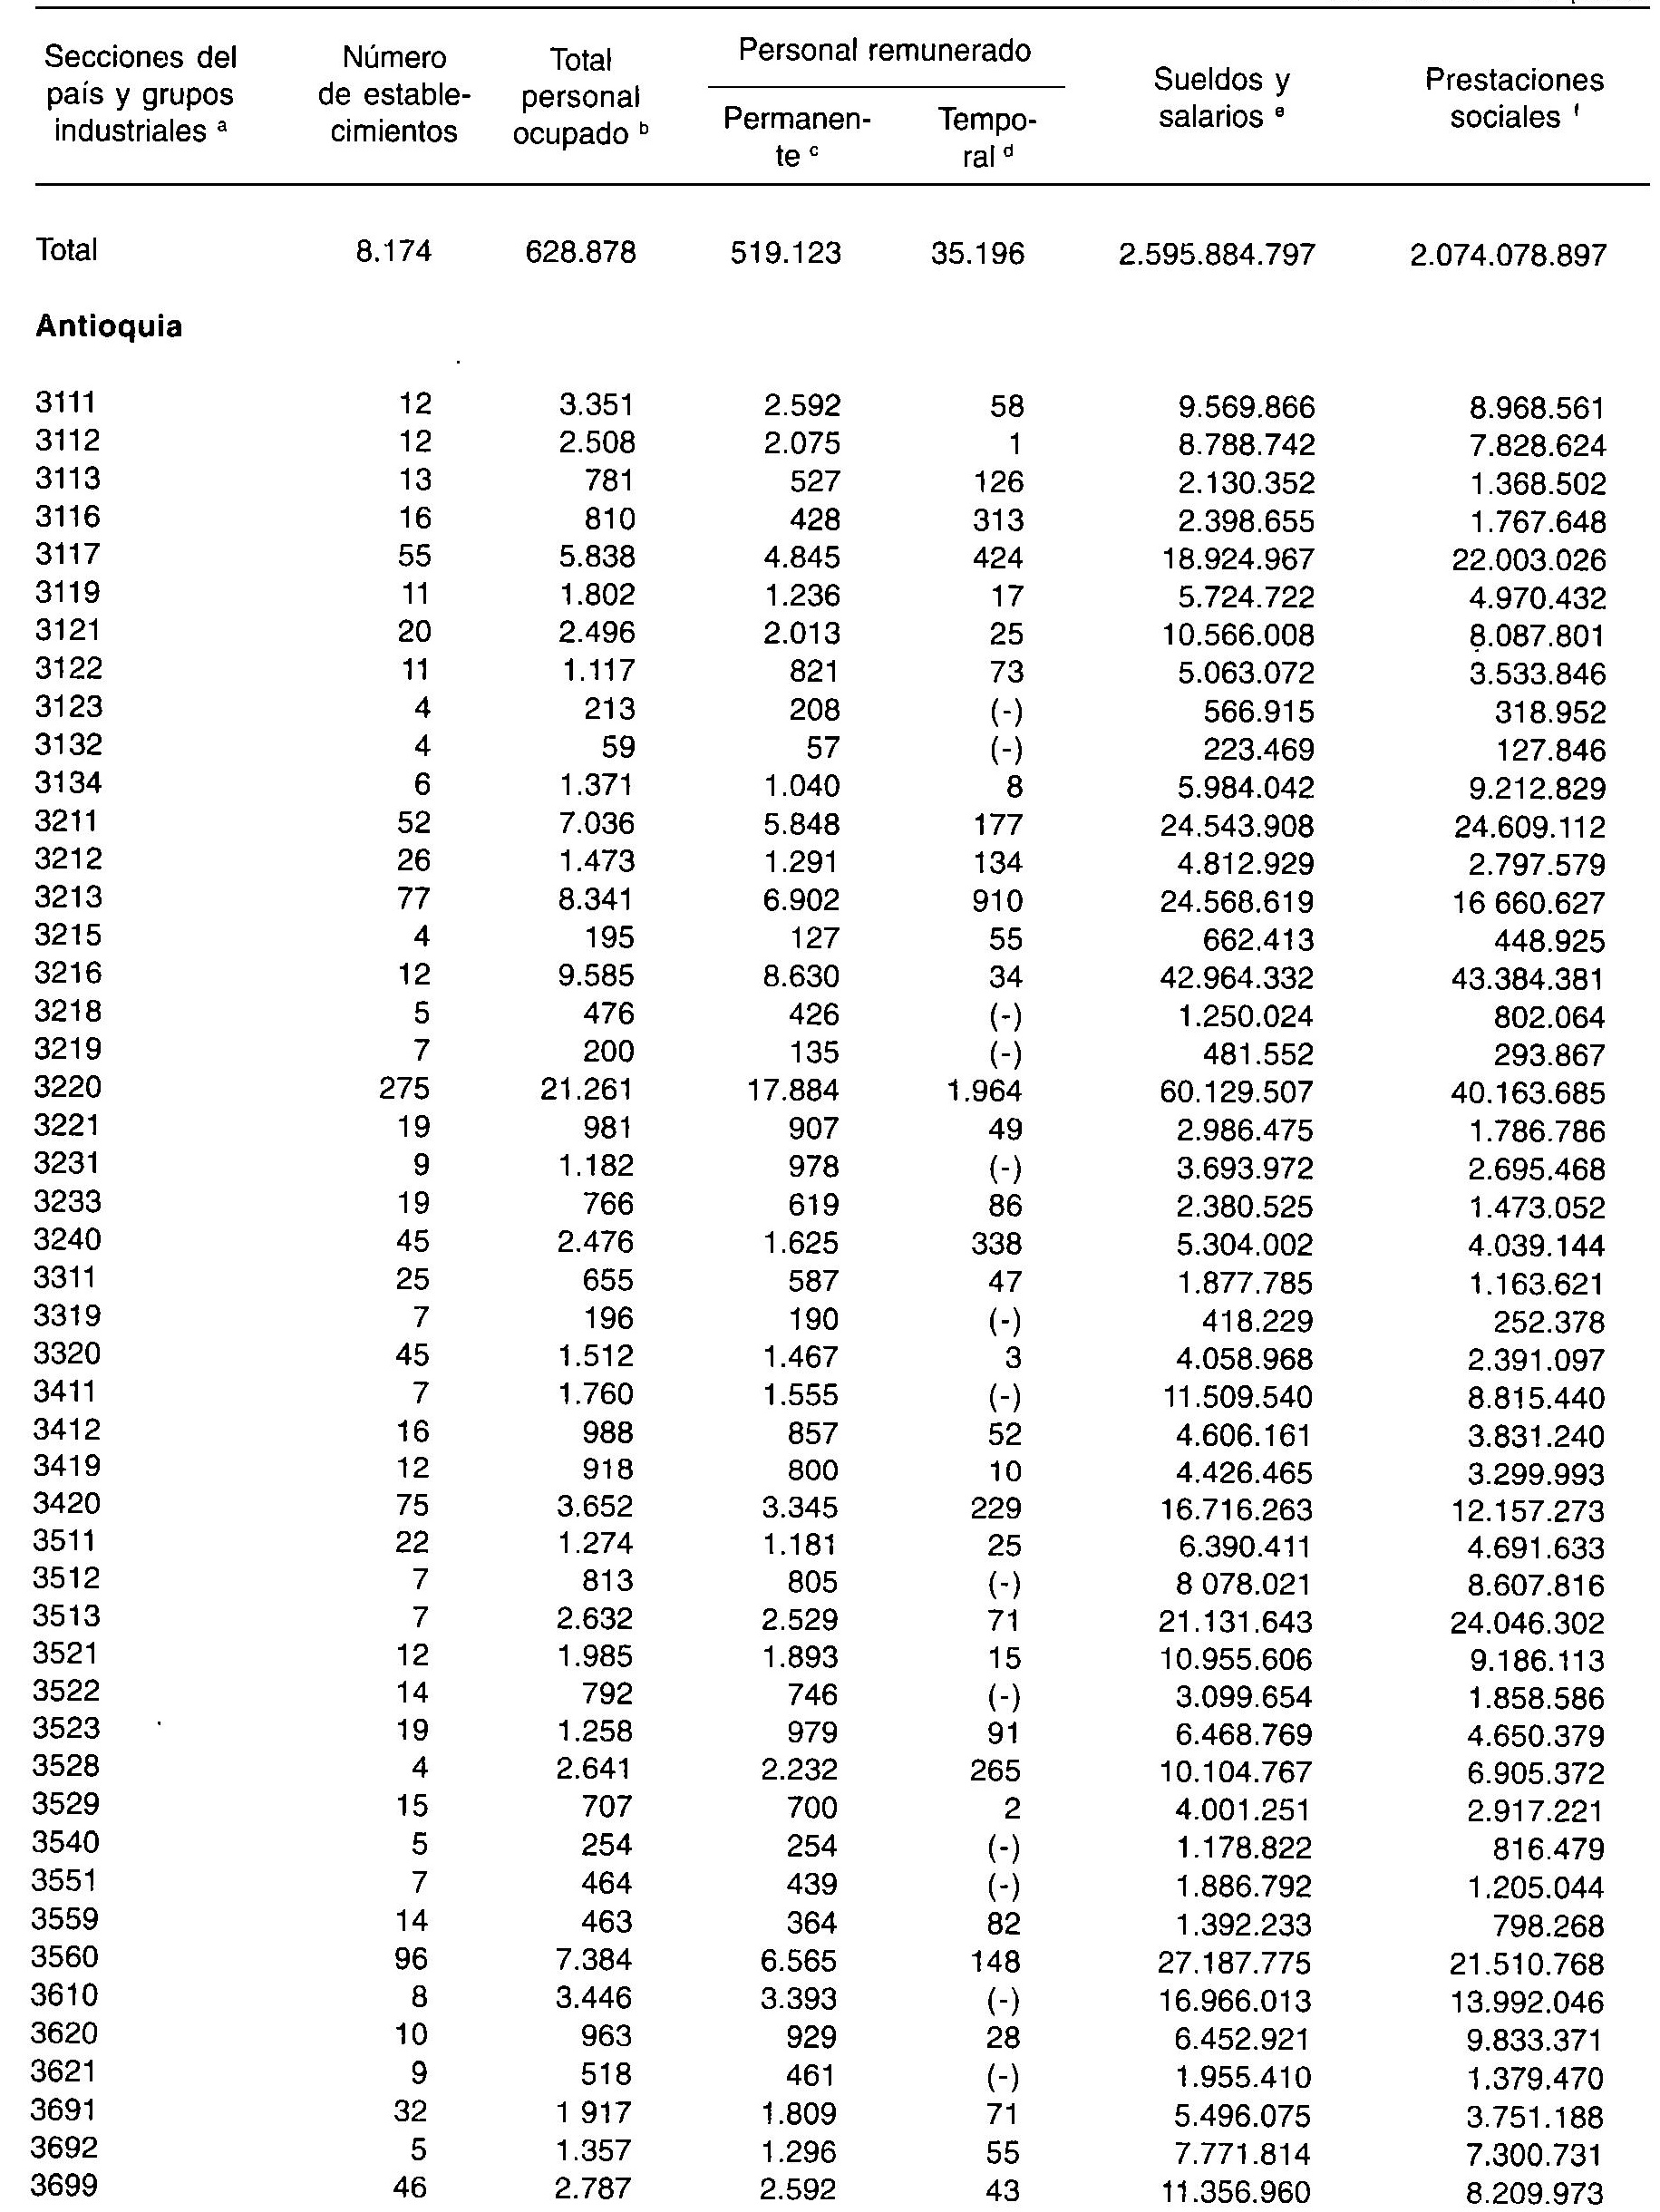 Secciones del país y grupos industriales a | Número de estable- cimientos | Total personal ocupado b | Personal remunerado | Sueldos y salarios e | Prestaciones sociales f
Permanen- te c | Tempo- ral d
Total 8.174 628.878 519.123 35.196 2.595.884.797 2.074.078.897
Antioquia
3111 12 3.351 2.592 58 9.569.866 8.968.561
3112 12 2.508 2.075 1 8.788.742 7.828.624
3113 13 781 527 126 2.130.352 1.368.502
3116 16 810 428 313 2.398.655 1.767.648
3117 55 5.838 4.845 424 18.924.967 22.003.026
3119 11 1.802 1.236 17 5.724.722 4.970.432
3121 20 2.496 2.013 25 10.566.008 8.087.801
3122 11 1.117 821 73 5.063.072 3.533.846
3123 4 213 208 (-) 566.915 318.952
3132 4 59 57 (-) 223.469 127.846
3134 6 1.371 1.040 8 5.984.042 9.212.829
3211 52 7.036 5.848 177 24.543.908 24.609.112
3212 26 1.473 1.291 134 4.812.929 2.797.579
3213 77 8.341 6.902 910 24.568.619 16 660.627
3215 4 195 127 55 662.413 448.925
3216 12 9.585 8.630 34 42.964.332 43.384.381
3218 5 476 426 (-) 1.250.024 802.064
3219 7 200 135 (-) 481.552 293.867
3220 275 21.261 17.884 1.964 60.129.507 40.163.685
3221 19 981 907 49 2.986.475 1.786.786
3231 9 1.182 978 (-) 3.693.972 2.695.468
3233 19 766 619 86 2.380.525 1.473.052
3240 45 2.476 1.625 338 5.304.002 4.039.144
3311 25 655 587 47 1.877.785 1.163.621
3319 7 196 190 (-) 418.229 252.378
3320 45 1.512 1.467 3 4.058.968 2.391.097
3411 7 1.760 1.555 (-) 11.509.540 8.815.440
3412 16 988 857 52 4.606.161 3.831.240
3419 12 918 800 10 4.426.465 3.299.993
3420 75 3.652 3.345 229 16.716.263 12.157.273
3511 22 1.274 1.181 25 6.390.411 4.691.633
3512 7 813 805 (-) 8 078.021 8.607.816
3513 7 2.632 2.529 71 21.131.643 24.046.302
3521 12 1.985 1.893 15 10.955.606 9.186.113
3522 14 792 746 (-) 3.099.654 1.858.586
3523 19 1.258 979 91 6.468.769 4.650.379
3528 4 2.641 2.232 265 10.104.767 6.905.372
3529 15 707 700 2 4.001.251 2.917.221
3540 5 254 254 (-) 1.178.822 816.479
3551 7 464 439 (-) 1.886.792 1.205.044
3559 14 463 364 82 1.392.233 798.268
3560 96 7.384 6.565 148 27.187.775 21.510.768
3610 8 3.446 3.393 (-) 16.966.013 13.992.046
3620 10 963 929 28 6.452.921 9.833.371
3621 9 518 461 (-) 1.955.410 1.379.470
3691 32 1 917 1.809 71 5.496.075 3.751.188
3692 5 1.357 1.296 55 7.771.814 7.300.731
3699 46 2.787 2.592 43 11.356.960 8.209.973